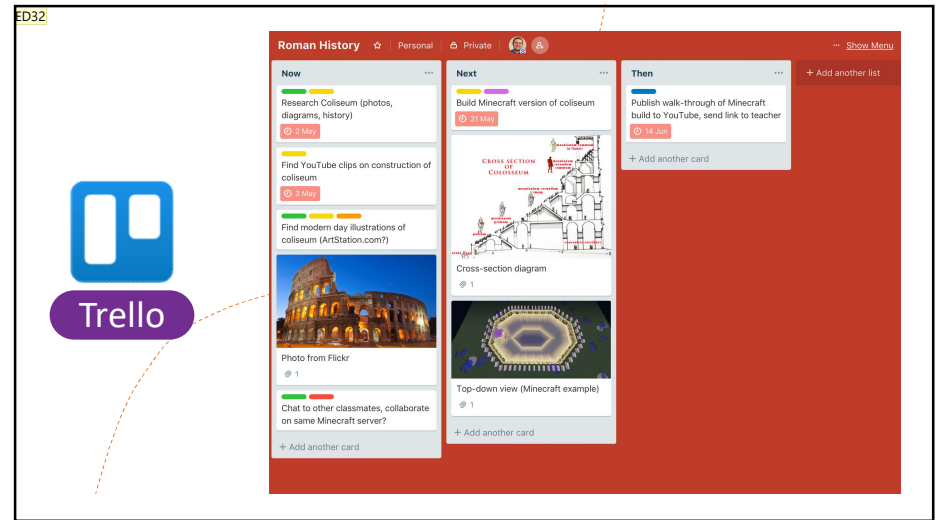 ED32
Trello
Roman History
Personal
Private
... Show Menu
Now ...
Research Coliseum (photos,
diagrams, history)
2 May
Find YouTube clips on construction of
coliseum
3 May
Find modern day illustrations of
coliseum (ArtStation.com?)
Photo from Flickr
1
Chat to other classmates, collaborate
on same Minecraft server?
+ Add another card
Next ...
Build Minecraft version of coliseum
31 May
CROSS SECTION
OF
COLOSSEUM
Cross-section diagram
1
Top-down view (Minecraft example)
1
+ Add another card
Then ...
Publish walk-through of Minecraft
build to YouTube, send link to teacher
14 Jun
+ Add another card
+ Add another list